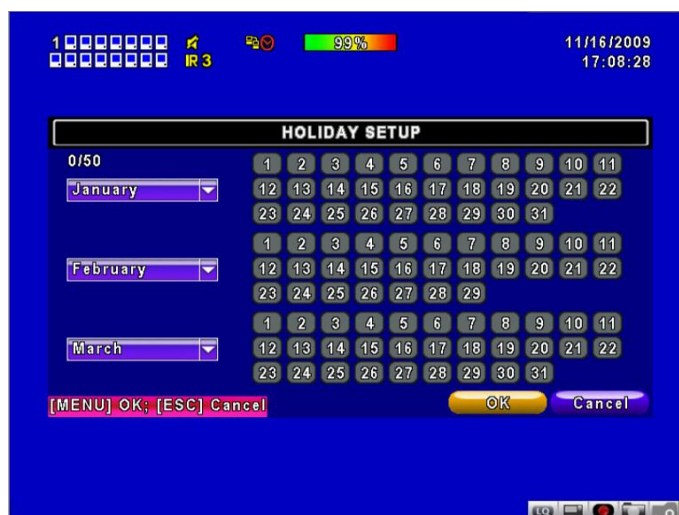 1 99% 11/16/2009
IR 3 17:08:28
HOLIDAY SETUP
0/50
1 2 3 4 5 6 7 8 9 10 11
January 12 13 14 15 16 17 18 19 20 21 22
23 24 25 26 27 28 29 30 31
1 2 3 4 5 6 7 8 9 10 11
February 12 13 14 15 16 17 18 19 20 21 22
23 24 25 26 27 28 29
1 2 3 4 5 6 7 8 9 10 11
March 12 13 14 15 16 17 18 19 20 21 22
23 24 25 26 27 28 29 30 31
[MENU] OK; [ESC] Cancel OK Cancel
LQ